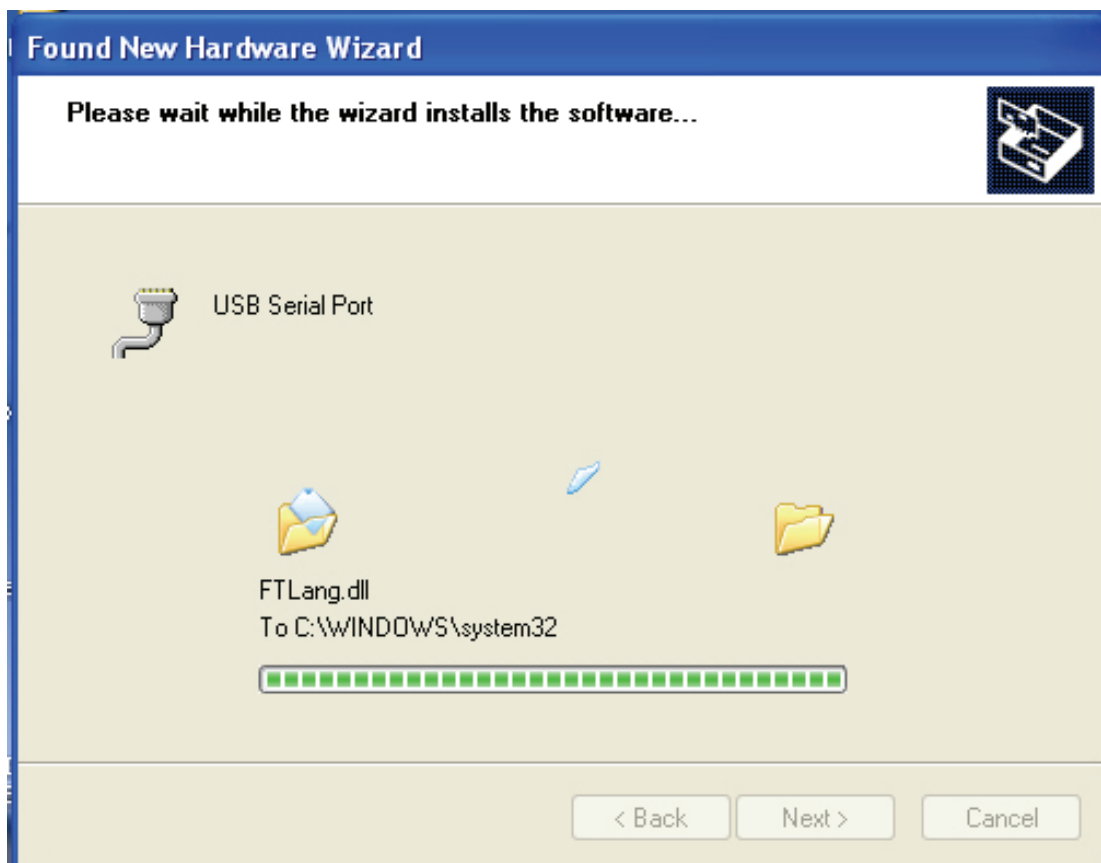 Found New Hardware Wizard
Please wait while the wizard installs the software...
USB Serial Port
FTLang.dll
To C:\WINDOWS\system32
< Back
Next >
Cancel